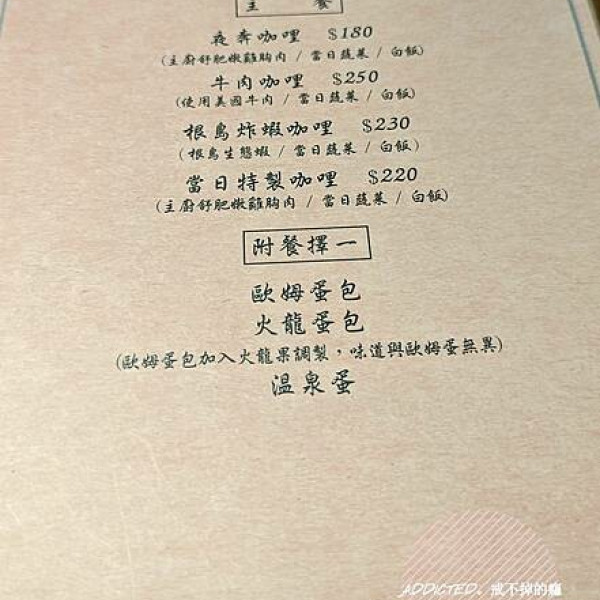 主 餐
夜奔咖哩 $180
(主廚舒肥嫩雞胸肉 / 當日蔬菜 / 白飯)
牛肉咖哩 $250
(使用美國牛肉 / 當日蔬菜 / 白飯)
根島炸蝦咖哩 $230
(根島生態蝦 / 當日蔬菜 / 白飯)
當日特製咖哩 $220
(主廚舒肥嫩雞胸肉 / 當日蔬菜 / 白飯)
附餐擇一
歐姆蛋包
火龍蛋包
(歐姆蛋包加入火龍果調製，味道與歐姆蛋無異)
溫泉蛋
ADDICTED. 戒不掉的癮